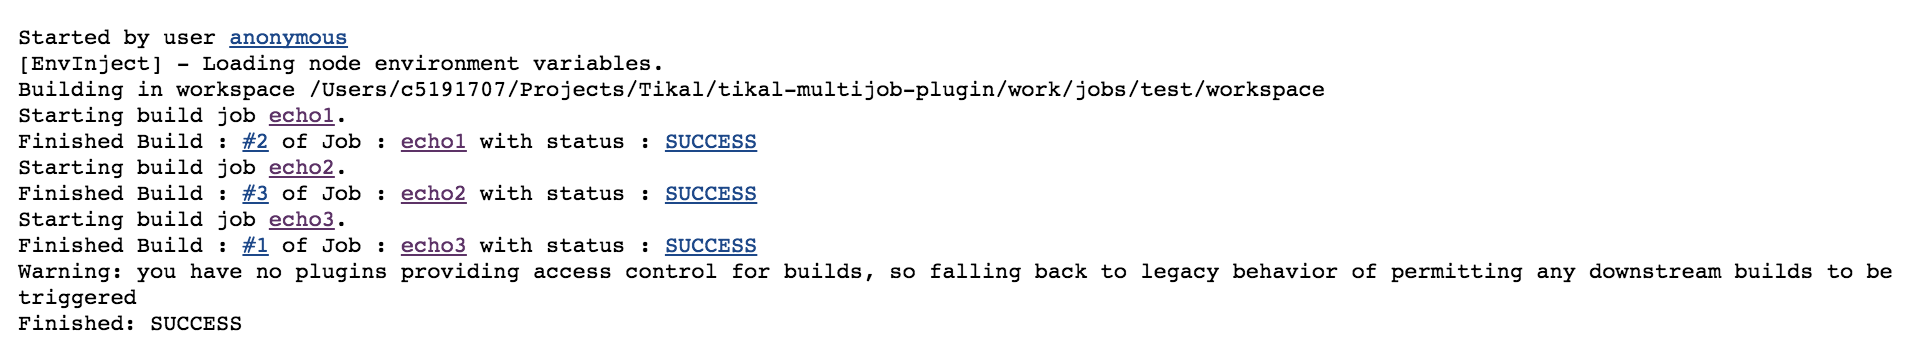 Started by user anonymous
[EnvInject] - Loading node environment variables.
Building in workspace /Users/c5191707/Projects/Tikal/tikal-multijob-plugin/work/jobs/test/workspace
Starting build job echo1.
Finished Build : #2 of Job : echo1 with status : SUCCESS
Starting build job echo2.
Finished Build : #3 of Job : echo2 with status : SUCCESS
Starting build job echo3.
Finished Build : #1 of Job : echo3 with status : SUCCESS
Warning: you have no plugins providing access control for builds, so falling back to legacy behavior of permitting any downstream builds to be
triggered
Finished: SUCCESS